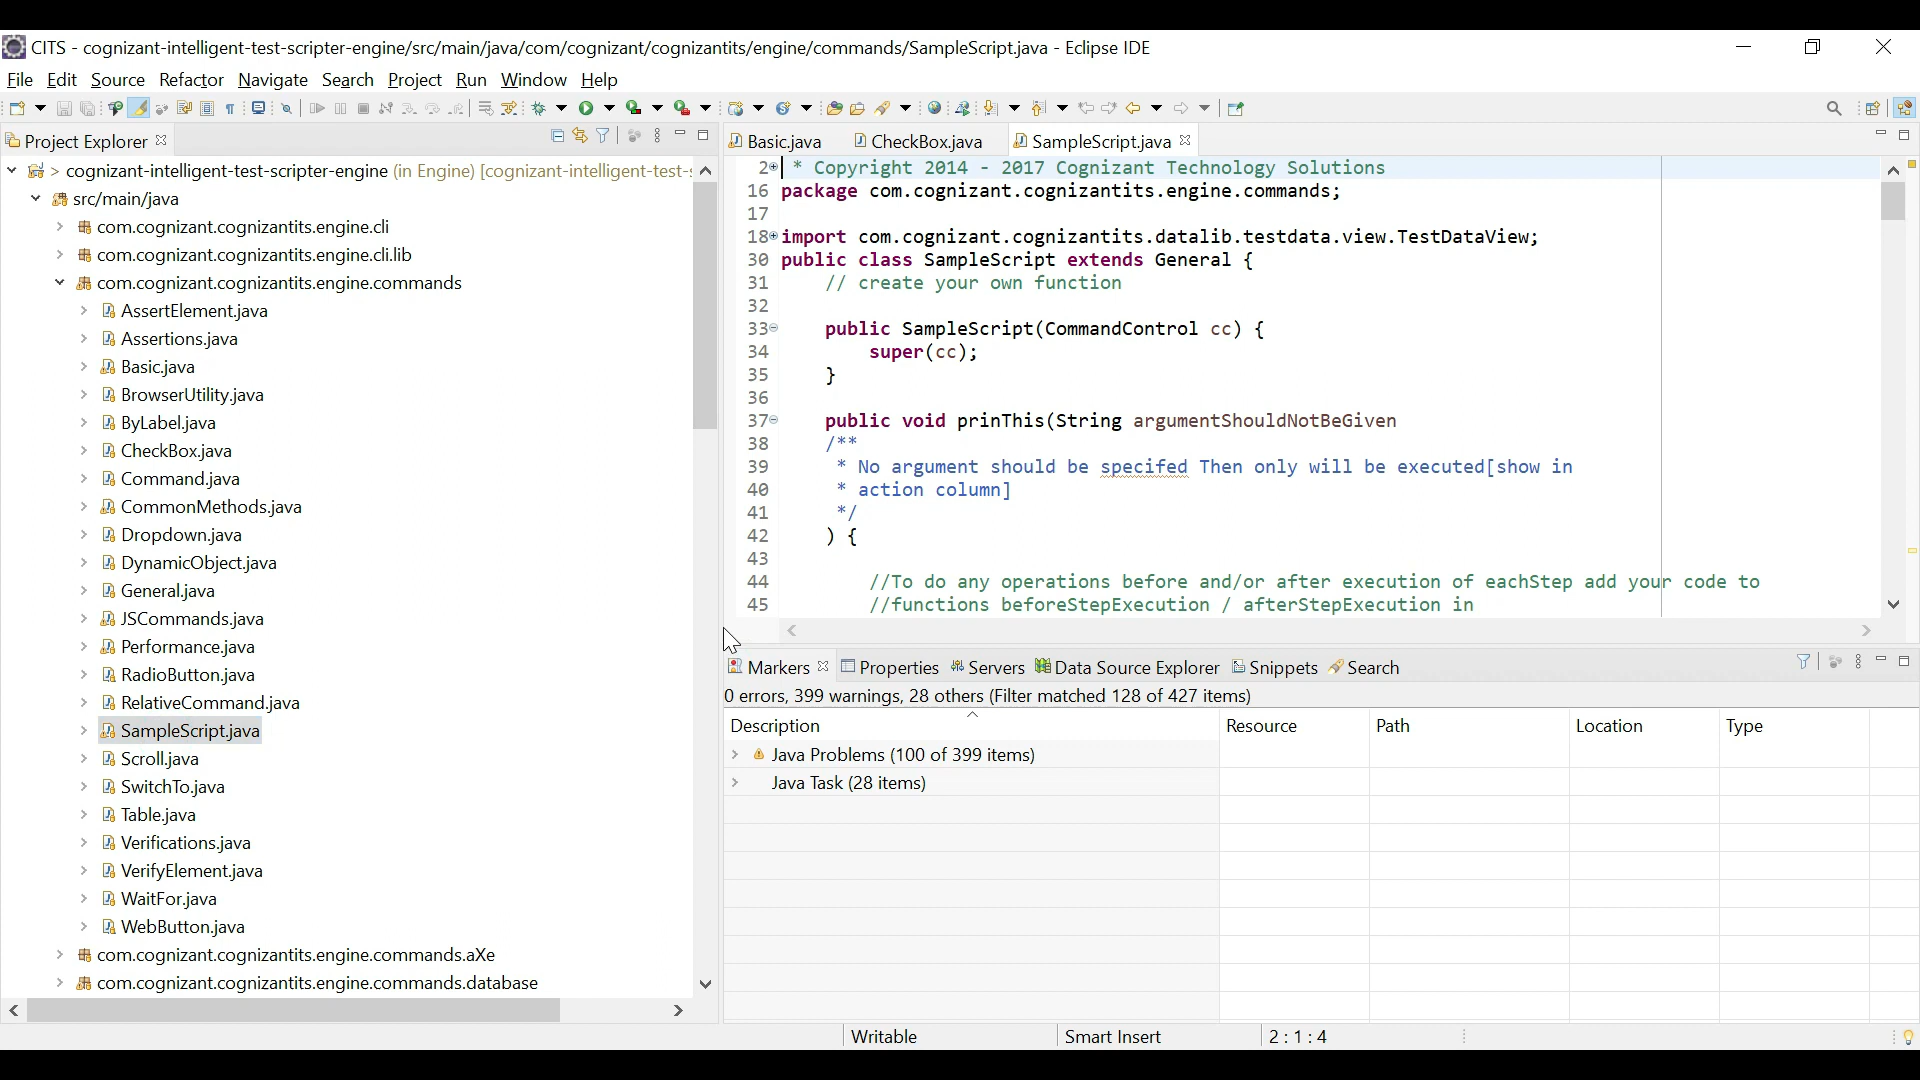 CITS - cognizant-intelligent-test-scripter-engine/src/main/java/com/cognizant/cognizantits/engine/commands/SampleScript.java - Eclipse IDE
File Edit Source Refactor Navigate Search Project Run Window Help
Project Explorer
cognizant-intelligent-test-scripter-engine (in Engine) [cognizant-intelligent-test-s
src/main/java
com.cognizant.cognizantits.engine.cli
com.cognizant.cognizantits.engine.cli.lib
com.cognizant.cognizantits.engine.commands
AssertElement.java
Assertions.java
Basic.java
BrowserUtility.java
ByLabel.java
CheckBox.java
Command.java
CommonMethods.java
Dropdown.java
DynamicObject.java
General.java
JSCommands.java
Performance.java
RadioButton.java
RelativeCommand.java
SampleScript.java
Scroll.java
SwitchTo.java
Table.java
Verifications.java
VerifyElement.java
WaitFor.java
WebButton.java
com.cognizant.cognizantits.engine.commands.aXe
com.cognizant.cognizantits.engine.commands.database
Basic.java CheckBox.java SampleScript.java
2 * Copyright 2014 - 2017 Cognizant Technology Solutions
16 package com.cognizant.cognizantits.engine.commands;
17
18 import com.cognizant.cognizantits.datalib.testdata.view.TestDataView;
30 public class SampleScript extends General {
31 // create your own function
32
33 public SampleScript(CommandControl cc) {
34 super(cc);
35 }
36
37 public void prinThis(String argumentShouldNotBeGiven
38 /**
39 * No argument should be specifed Then only will be executed[show in
40 * action column]
41 */
42 ) {
43
44 //To do any operations before and/or after execution of eachStep add your code to
45 //functions beforeStepExecution / afterStepExecution in
Markers Properties Servers Data Source Explorer Snippets Search
0 errors, 399 warnings, 28 others (Filter matched 128 of 427 items)
Description Resource Path Location Type
Java Problems (100 of 399 items)
Java Task (28 items)
Writable Smart Insert 2 : 1 : 4